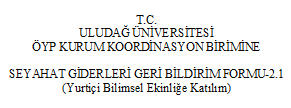 T.C.
ULUDAĞ ÜNİVERSİTESİ
ÖYP KURUM KOORDİNASYON BİRİMİNE
SEYAHAT GİDERLERİ GERİ BİLDİRİM FORMU-2.1
(Yurtiçi Bilimsel Etkinliğe Katılım)